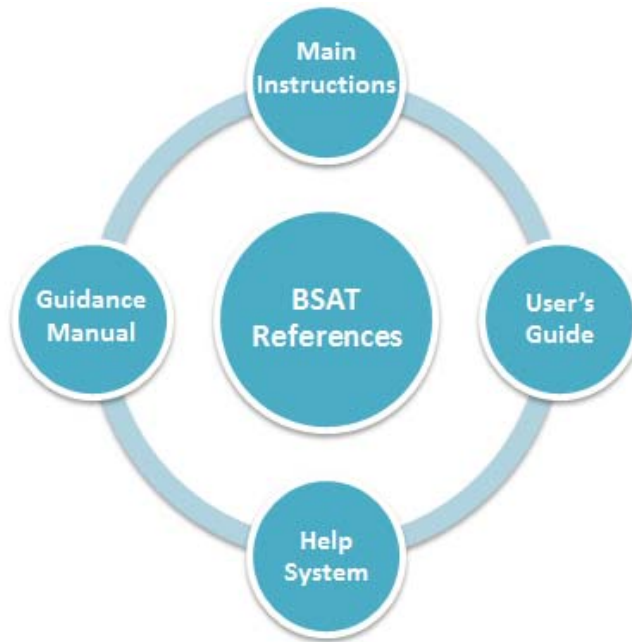 Main
Instructions
Guidance
Manual
BSAT
References
User’s
Guide
Help
System